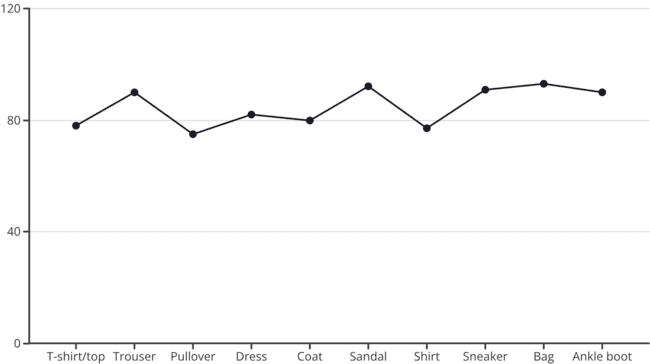 120
80
40
0
T-shirt/top Trouser Pullover Dress Coat Sandal Shirt Sneaker Bag Ankle boot